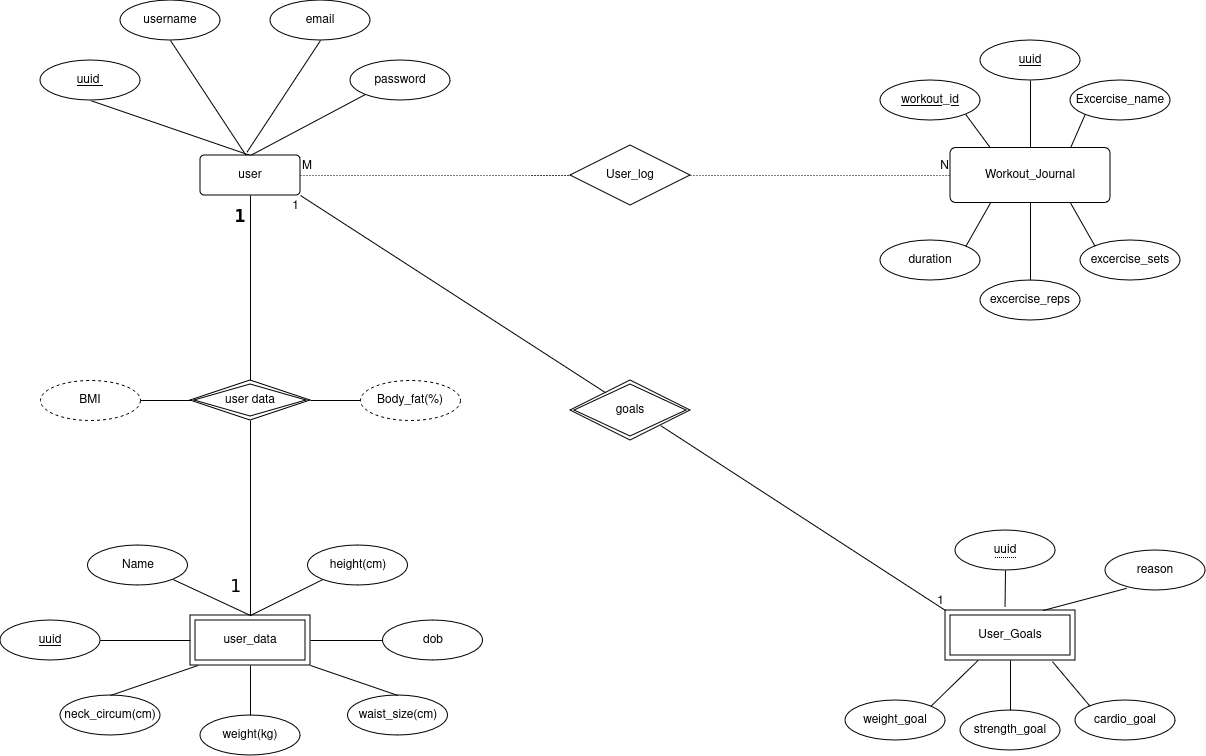 username
email
uuid
password
uuid
workout_id
Excercise_name
user
M
User_log
N
Workout_Journal
1
1
duration
excercise_sets
excercise_reps
BMI
user data
Body_fat(%)
goals
Name
height(cm)
1
uuid
reason
1
uuid
user_data
dob
User_Goals
neck_circum(cm)
weight(kg)
waist_size(cm)
weight_goal
strength_goal
cardio_goal